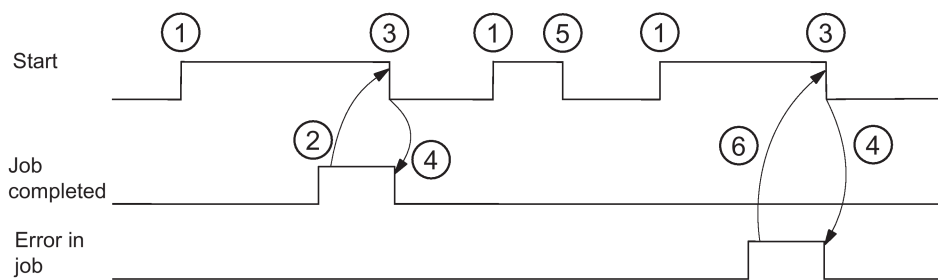 1 3 1 5 1 3
Start
2 4 6 4
Job
completed
Error in
job